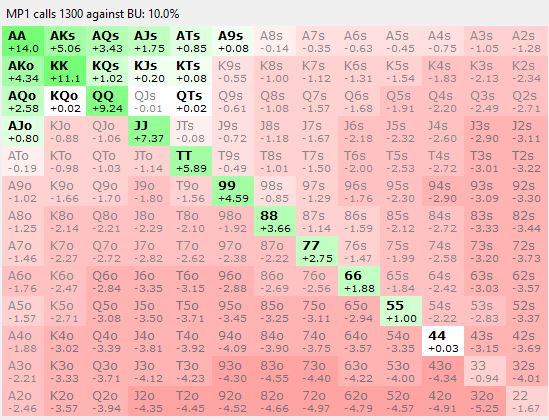 MP1 calls 1300 against BU: 10.0%
AA AKs AQs AJs ATs A9s A8s A7s A6s A5s A4s A3s A2s
+14.0 +5.06 +3.43 +1.75 +0.85 +0.08 -0.14 -0.35 -0.63 -0.45 -0.75 -1.05 -1.28
AKo KK KQs KJs KTs K9s K8s K7s K6s K5s K4s K3s K2s
+4.34 +11.1 +1.02 +0.20 +0.08 -0.55 -1.00 -1.12 -1.31 -1.54 -1.83 -2.13 -2.34
AQo KQo QQ QJs QTs Q9s Q8s Q7s Q6s Q5s Q4s Q3s Q2s
+2.58 +0.02 +9.24 -0.01 +0.02 -0.61 -1.08 -1.57 -1.68 -1.91 -2.20 -2.49 -2.71
AJo KJo QJo JJ JTs J9s J8s J7s J6s J5s J4s J3s J2s
+0.80 -0.88 -1.06 +7.37 -0.08 -0.72 -1.18 -1.67 -2.18 -2.32 -2.60 -2.90 -3.11
ATo KTo QTo JTo TT T9s T8s T7s T6s T5s T4s T3s T2s
-0.19 -0.98 -1.03 -1.14 +5.89 -0.49 -1.01 -1.50 -2.00 -2.53 -2.72 -3.01 -3.22
A9o K9o Q9o J9o T9o 99 98s 97s 96s 95s 94s 93s 92s
-1.02 -1.66 -1.70 -1.80 -1.56 +4.59 -0.85 -1.29 -1.76 -2.30 -2.90 -3.09 -3.30
A8o K8o Q8o J8o T8o 98o 88 87s 86s 85s 84s 83s 82s
-1.25 -2.14 -2.21 -2.29 -2.10 -1.92 +3.66 -1.14 -1.59 -2.12 -2.72 -3.33 -3.44
A7o K7o Q7o J7o T7o 97o 87o 77 76s 75s 74s 73s 72s
-1.46 -2.27 -2.72 -2.82 -2.62 -2.38 -2.22 +2.75 -1.47 -1.99 -2.58 -3.20 -3.73
A6o K6o Q6o J6o T6o 96o 86o 76o 66 65s 64s 63s 62s
-1.76 -2.47 -2.84 -3.35 -3.15 -2.88 -2.69 -2.56 +1.88 -1.84 -2.42 -3.03 -3.57
A5o K5o Q5o J5o T5o 95o 85o 75o 65o 55 54s 53s 52s
-1.57 -2.71 -3.08 -3.50 -3.71 -3.45 -3.25 -3.11 -2.94 +1.00 -2.22 -2.83 -3.37
A4o K4o Q4o J4o T4o 94o 84o 74o 64o 54o 44 43s 42s
-1.88 -3.02 -3.39 -3.81 -3.92 -4.09 -3.90 -3.75 -3.57 -3.35 +0.03 -3.15 -3.69
A3o K3o Q3o J3o T3o 93o 83o 73o 63o 53o 43o 33 32s
-2.21 -3.33 -3.71 -4.12 -4.23 -4.30 -4.55 -4.40 -4.22 -4.00 -4.34 -0.94 -4.01
A2o K2o Q2o J2o T2o 92o 82o 72o 62o 52o 42o 32o 22
-2.46 -3.57 -3.94 -4.35 -4.45 -4.52 -4.66 -4.97 -4.79 -4.57 -4.91 -5.25 -1.67